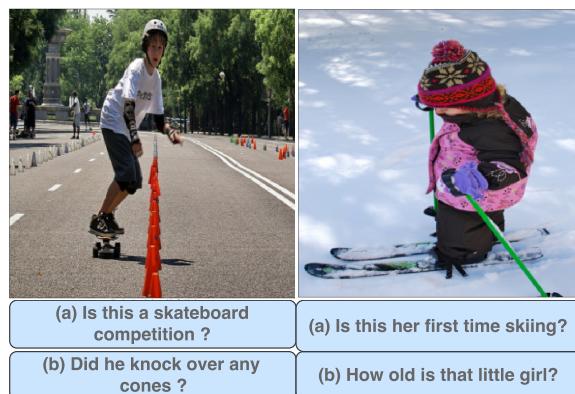 (a) Is this a skateboard
competition ?
(b) Did he knock over any
cones ?
(a) Is this her first time skiing?
(b) How old is that little girl?